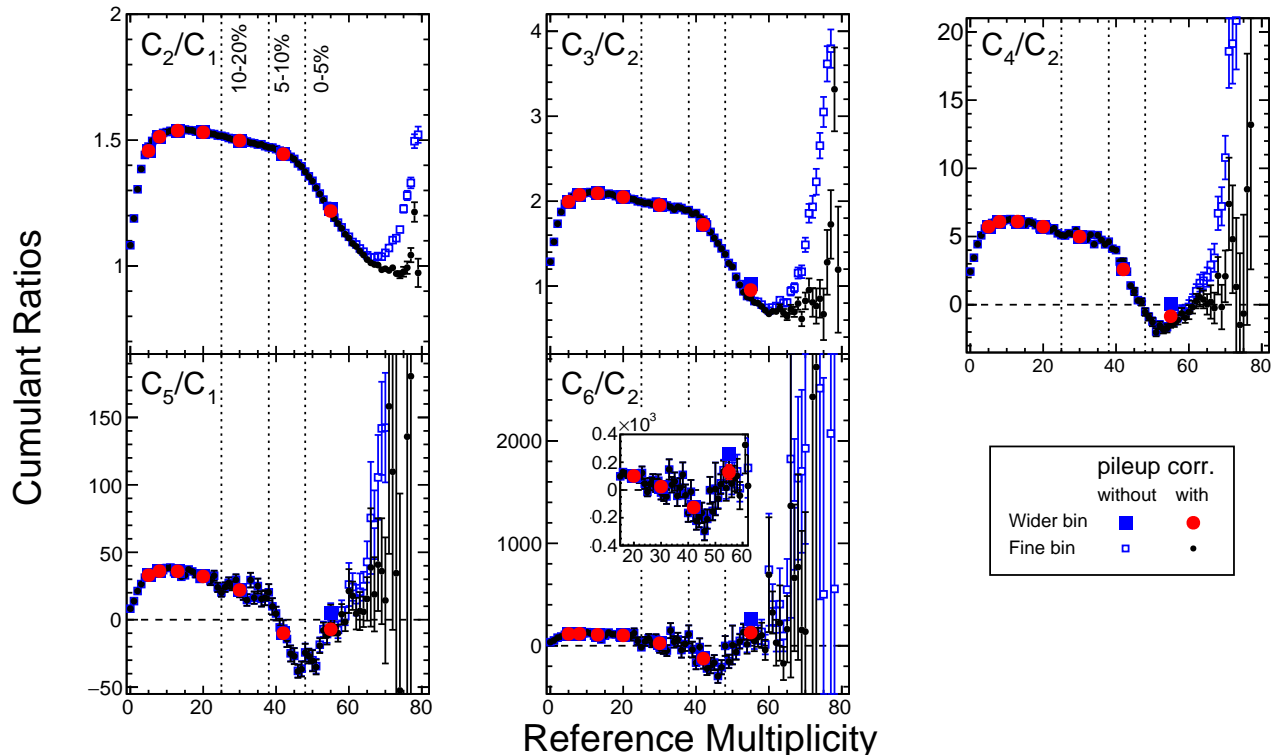 C2/C1
10-20%
5-10%
0-5%
2
1.5
1
C3/C2
4
3
2
1
C4/C2
20
15
10
5
0
0 20 40 60 80
Cumulant Ratios
C5/C1
150
100
50
0
−50
0 20 40 60 80
C6/C2
2000
1000
0
×10³
0.4
0.2
0
0.2
0.4
20 30 40 50 60
0 20 40 60 80
Reference Multiplicity
pileup corr.
without with
Wider bin
Fine bin